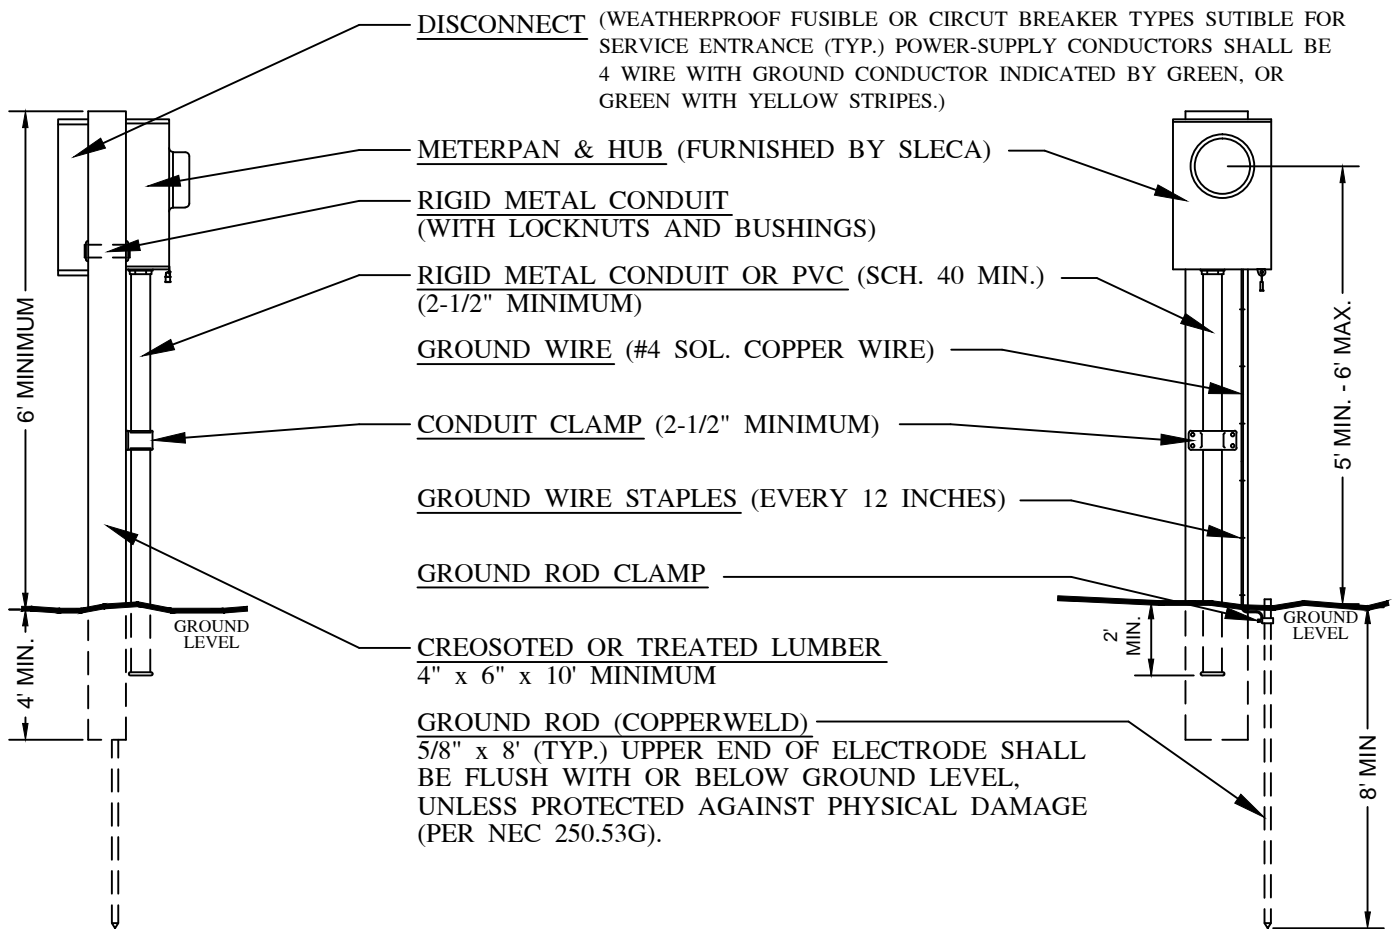 DISCONNECT (WEATHERPROOF FUSIBLE OR CIRCUT BREAKER TYPES SUTIBLE FOR
SERVICE ENTRANCE (TYP.) POWER-SUPPLY CONDUCTORS SHALL BE
4 WIRE WITH GROUND CONDUCTOR INDICATED BY GREEN, OR
GREEN WITH YELLOW STRIPES.)
METERPAN & HUB (FURNISHED BY SLECA)
RIGID METAL CONDUIT
(WITH LOCKNUTS AND BUSHINGS)
RIGID METAL CONDUIT OR PVC (SCH. 40 MIN.)
(2-1/2" MINIMUM)
GROUND WIRE (#4 SOL. COPPER WIRE)
CONDUIT CLAMP (2-1/2" MINIMUM)
GROUND WIRE STAPLES (EVERY 12 INCHES)
GROUND ROD CLAMP
CREOSOTED OR TREATED LUMBER
4" x 6" x 10' MINIMUM
GROUND ROD (COPPERWELD)
5/8" x 8' (TYP.) UPPER END OF ELECTRODE SHALL
BE FLUSH WITH OR BELOW GROUND LEVEL,
UNLESS PROTECTED AGAINST PHYSICAL DAMAGE
(PER NEC 250.53G).
6' MINIMUM
4' MIN.
GROUND
LEVEL
5' MIN. - 6' MAX.
2'
MIN.
GROUND
LEVEL
8' MIN